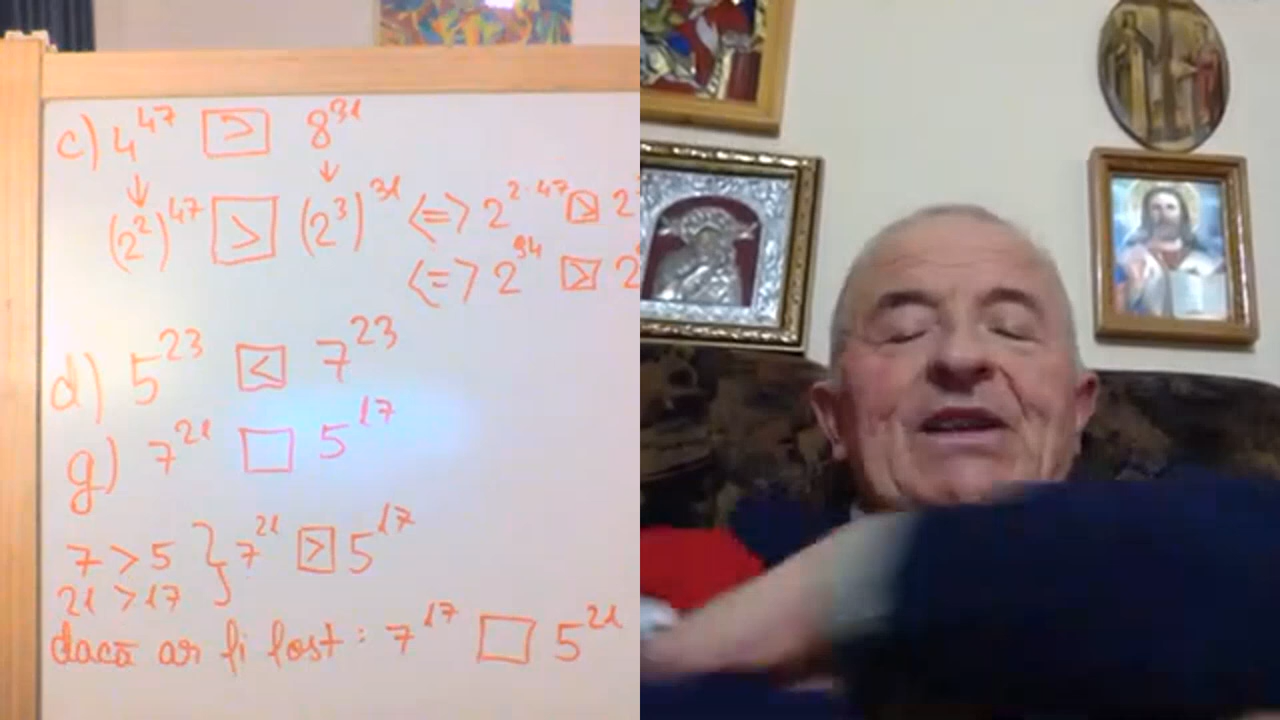 c) 4^47 > 8^31
↓ ↓
(2^2)^47 > (2^3)^31 <=> 2^2·47 > 2
<=> 2^94 > 2
d) 5^23 < 7^23
g) 7^21 □ 5^17
7 > 5 } 7^21 > 5^17
21 > 17
dacă ar fi fost: 7^17 □ 5^21